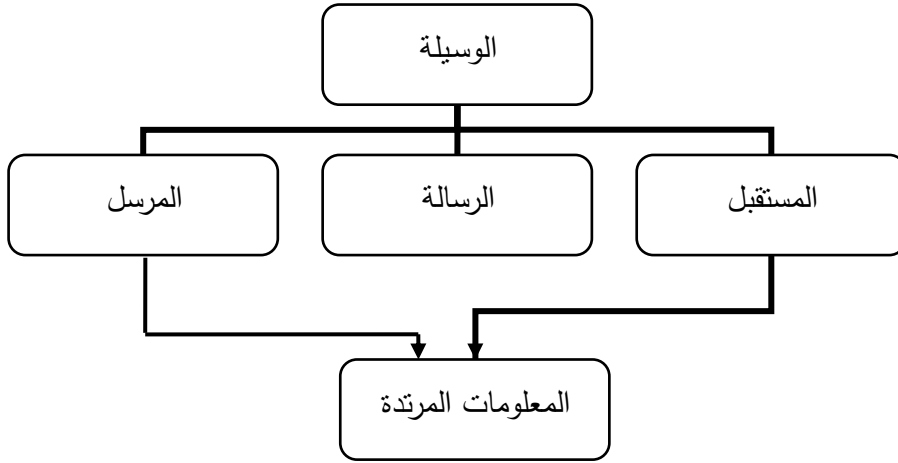 الوسيلة
المستقبل
الرسالة
المرسل
المعلومات المرتدة